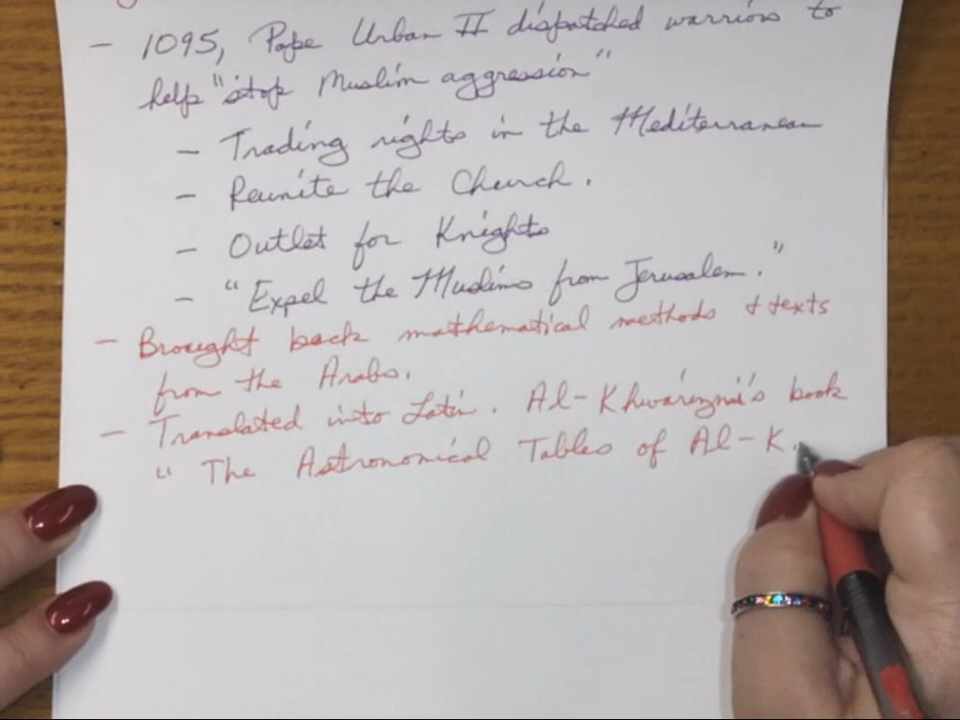 - 1095, Pope Urban II dispatched warriors to
help "stop Muslim aggression"
- Trading rights in the Mediterranean
- Reunite the Church.
- Outlet for Knights
- "Expel the Muslims from Jerusalem."
- Brought back mathematical methods & texts
from the Arabs.
- Translated into Latin. Al-Khwarizmi's book
" The Astronomical Tables of Al-K.